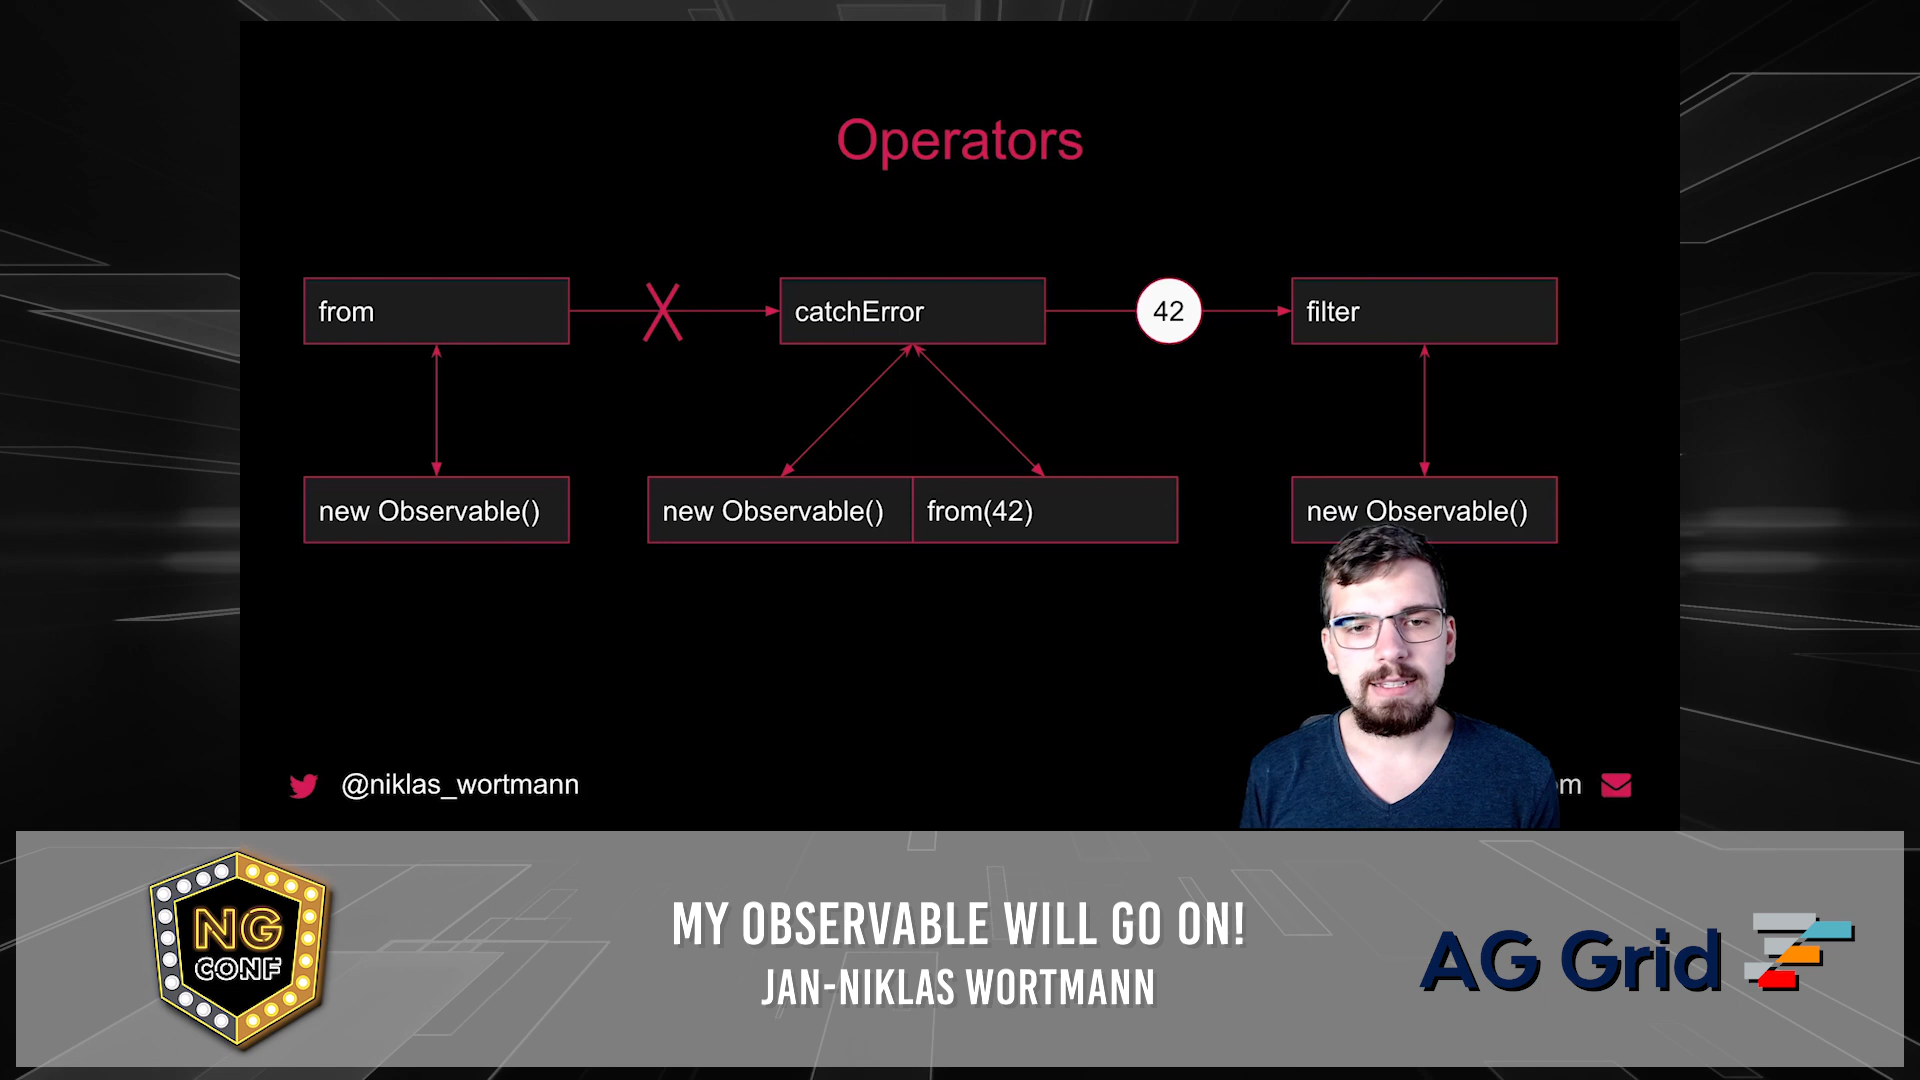 Operators
from
catchError
42
filter
new Observable()
new Observable()
from(42)
new Observable()
@niklas_wortmann
NG
CONF
MY OBSERVABLE WILL GO ON!
JAN-NIKLAS WORTMANN
AG Grid